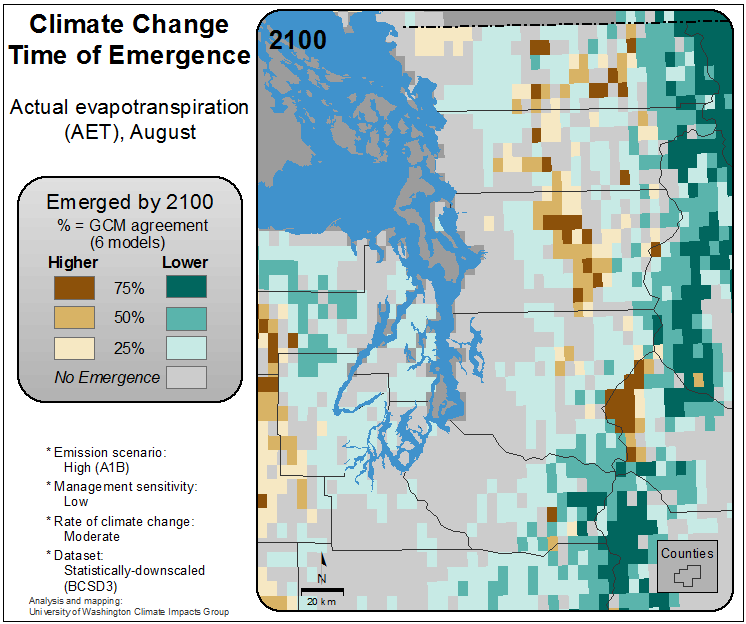 Climate Change
Time of Emergence
Actual evapotranspiration
(AET), August
Emerged by 2100
% = GCM agreement
(6 models)
Higher Lower
75%
50%
25%
No Emergence
* Emission scenario:
High (A1B)
* Management sensitivity:
Low
* Rate of climate change:
Moderate
* Dataset:
Statistically-downscaled
(BCSD3)
Analysis and mapping:
University of Washington Climate Impacts Group
2100
N
20 km
Counties